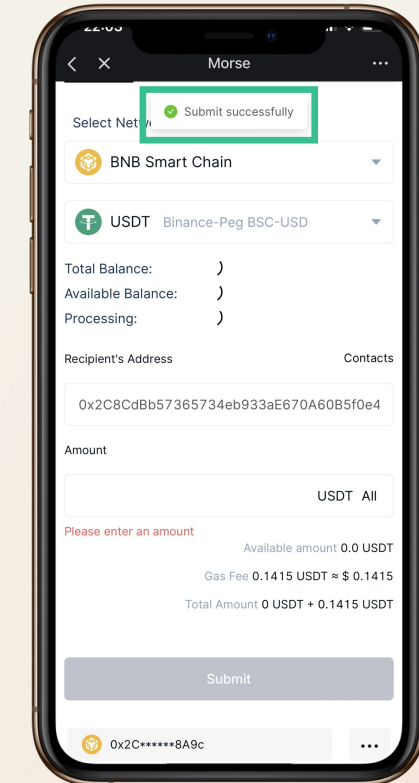 Morse
Submit successfully
Select Netw
BNB Smart Chain
USDT Binance-Peg BSC-USD
Total Balance: )
Available Balance: )
Processing: )
Recipient's Address Contacts
0x2C8CdBb57365734eb933aE670A60B5f0e4
Amount
USDT All
Please enter an amount
Available amount 0.0 USDT
Gas Fee 0.1415 USDT ≈ $ 0.1415
Total Amount 0 USDT + 0.1415 USDT
Submit
0x2C******8A9c